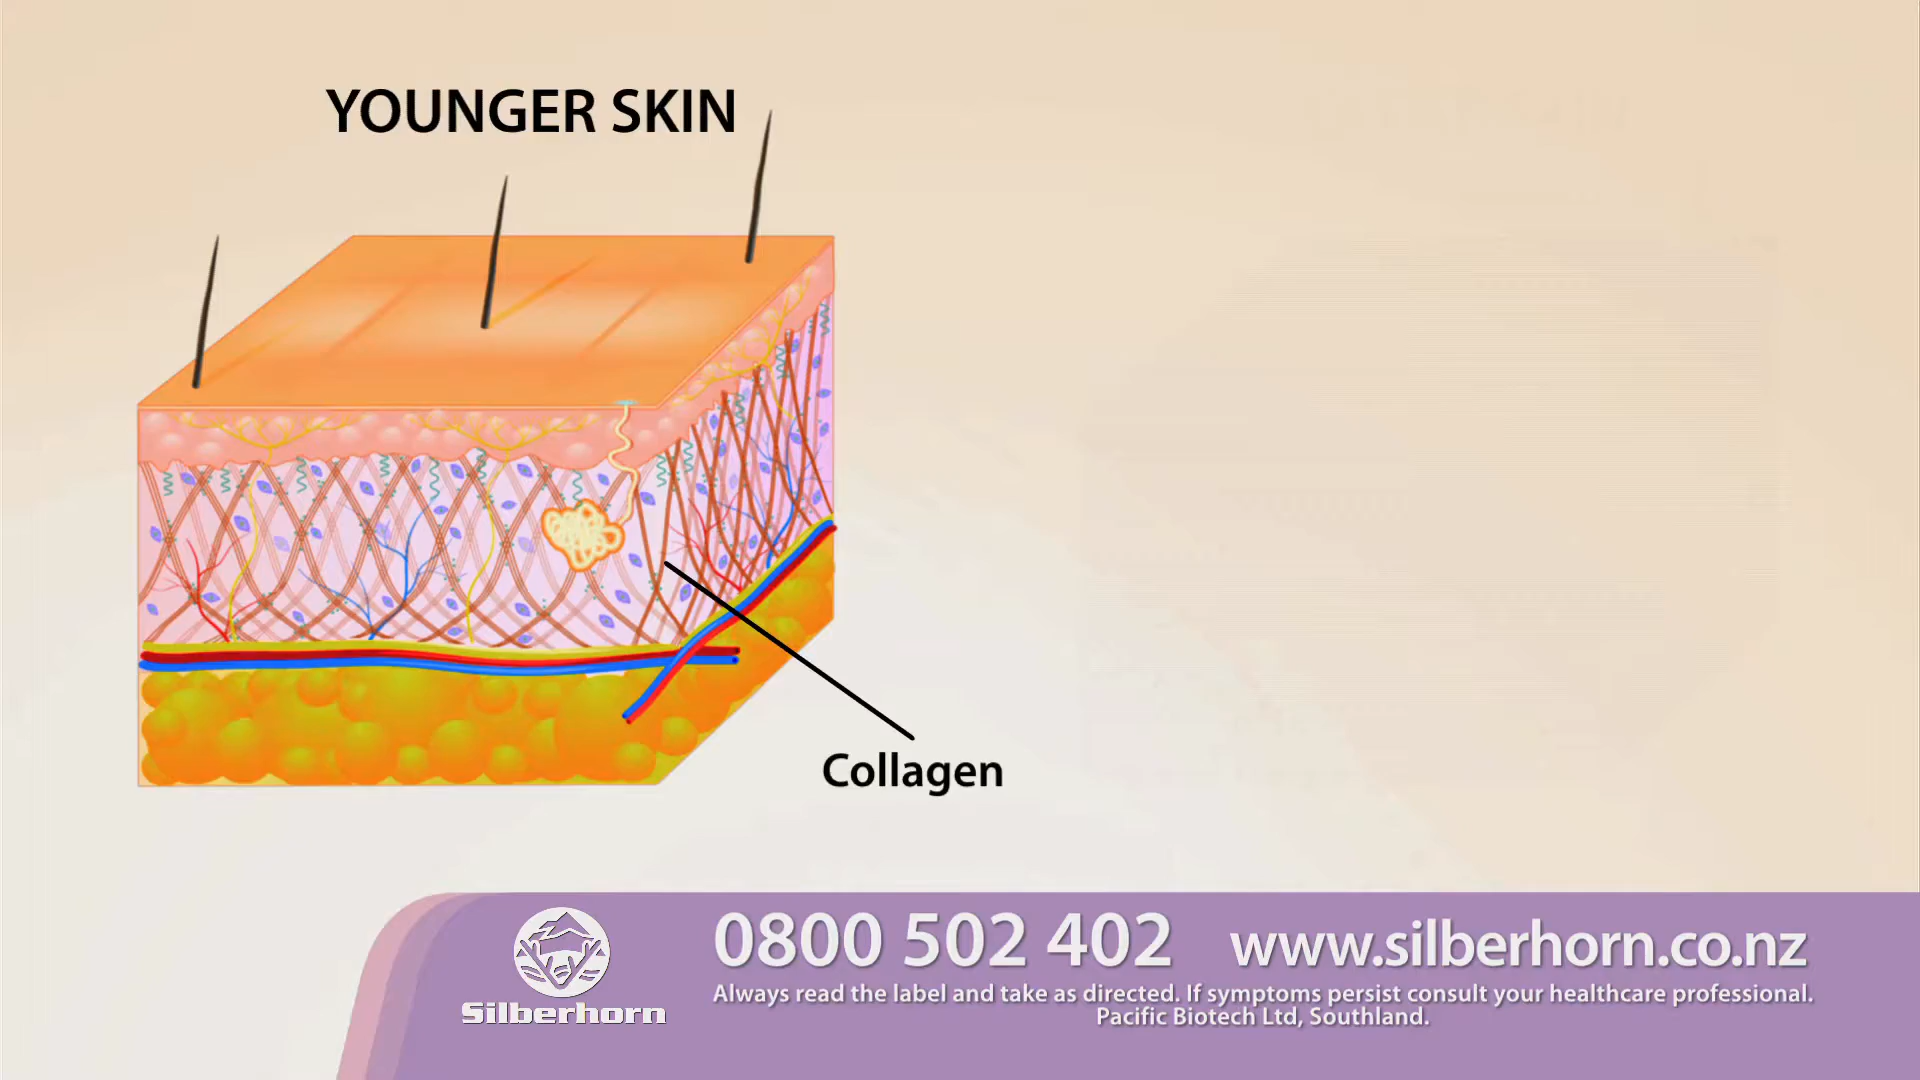 YOUNGER SKIN
Collagen
Silberhorn
0800 502 402 www.silberhorn.co.nz
Always read the label and take as directed. If symptoms persist consult your healthcare professional.
Pacific Biotech Ltd, Southland.